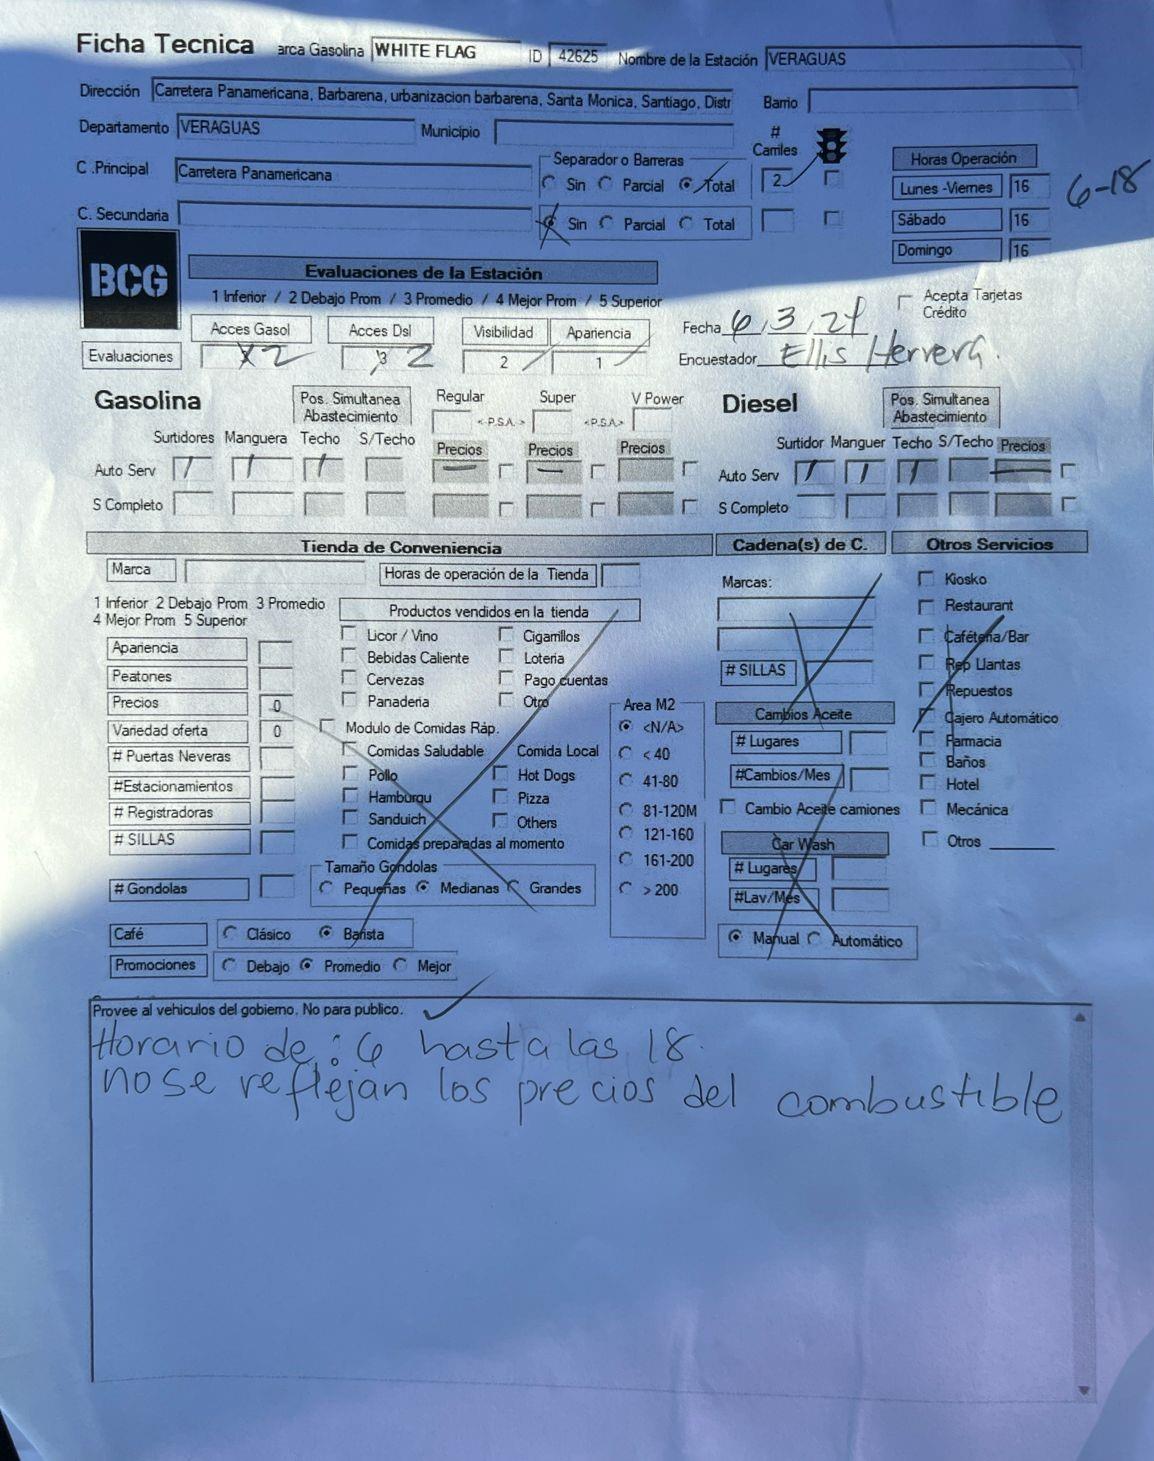 Ficha Tecnica arca Gasolina WHITE FLAG ID 42625 Nombre de la Estación VERAGUAS
Dirección Carretera Panamericana, Barbarena, urbanizacion barbarena, Santa Monica, Santiago, Distr Barrio
Departamento VERAGUAS Municipio # Carriles
C .Principal Carretera Panamericana Separador o Barreras Sin Parcial Total 2
C. Secundaria Sin Parcial Total
Horas Operación
Lunes -Viernes 16 6-18
Sábado 16
Domingo 16
BCG
Evaluaciones de la Estación
1 Inferior / 2 Debajo Prom / 3 Promedio / 4 Mejor Prom / 5 Superior
Acces Gasol Acces Dsl Visibilidad Apariencia
Evaluaciones 2 3 2 2 1
Acepta Tarjetas
Crédito
Fecha 6, 3, 24
Encuestador Ellis Herrera.
Gasolina Pos. Simultanea Abastecimiento Regular Super V Power
< P.S.A. > <P.S.A>
Surtidores Manguera Techo S/Techo Precios Precios Precios
Auto Serv 1 1 1 — —
S Completo
Diesel Pos. Simultanea Abastecimiento
Surtidor Manguer Techo S/Techo Precios
Auto Serv 1 1 1 —
S Completo
Tienda de Conveniencia
Marca Horas de operación de la Tienda
1 Inferior 2 Debajo Prom 3 Promedio
4 Mejor Prom 5 Superior
Apariencia
Peatones
Precios 0
Variedad oferta 0
# Puertas Neveras
#Estacionamientos
# Registradoras
# SILLAS
# Gondolas
Productos vendidos en la tienda
Licor / Vino Cigarrillos
Bebidas Caliente Loteria
Cervezas Pago cuentas
Panaderia Otro
Modulo de Comidas Ráp.
Comidas Saludable Comida Local
Pollo Hot Dogs
Hamburqu Pizza
Sanduich Others
Comidas preparadas al momento
Tamaño Gondolas
Pequeñas Medianas Grandes
Area M2
<N/A>
< 40
41-80
81-120M
121-160
161-200
> 200
Café Clásico Barista
Promociones Debajo Promedio Mejor
Cadena(s) de C.
Marcas:
# SILLAS
Cambios Aceite
# Lugares
#Cambios/Mes
Cambio Aceite camiones
Car Wash
# Lugares
#Lav/Mes
Manual Automático
Otros Servicios
Kiosko
Restaurant
Cafétéria/Bar
Rep Llantas
Repuestos
Cajero Automático
Farmacia
Baños
Hotel
Mecánica
Otros
Provee al vehiculos del gobierno. No para publico.
Horario de : 6 hasta las 18.
no se reflejan los precios del combustible